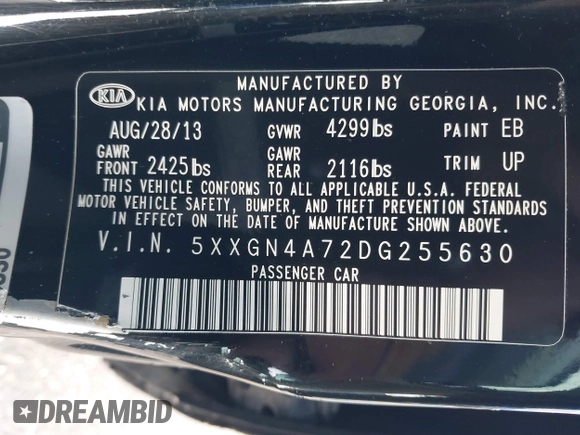 MANUFACTURED BY
KIA KIA MOTORS MANUFACTURING GEORGIA, INC.
AUG/28/13 GVWR 4299lbs PAINT EB
GAWR FRONT 2425lbs GAWR REAR 2116lbs TRIM UP
THIS VEHICLE CONFORMS TO ALL APPLICABLE U.S.A. FEDERAL
MOTOR VEHICLE SAFETY, BUMPER, AND THEFT PREVENTION STANDARDS
IN EFFECT ON THE DATE OF MANUFACTURE SHOWN ABOVE.
V.I.N. 5XXGN4A72DG255630
PASSENGER CAR
DREAMBID